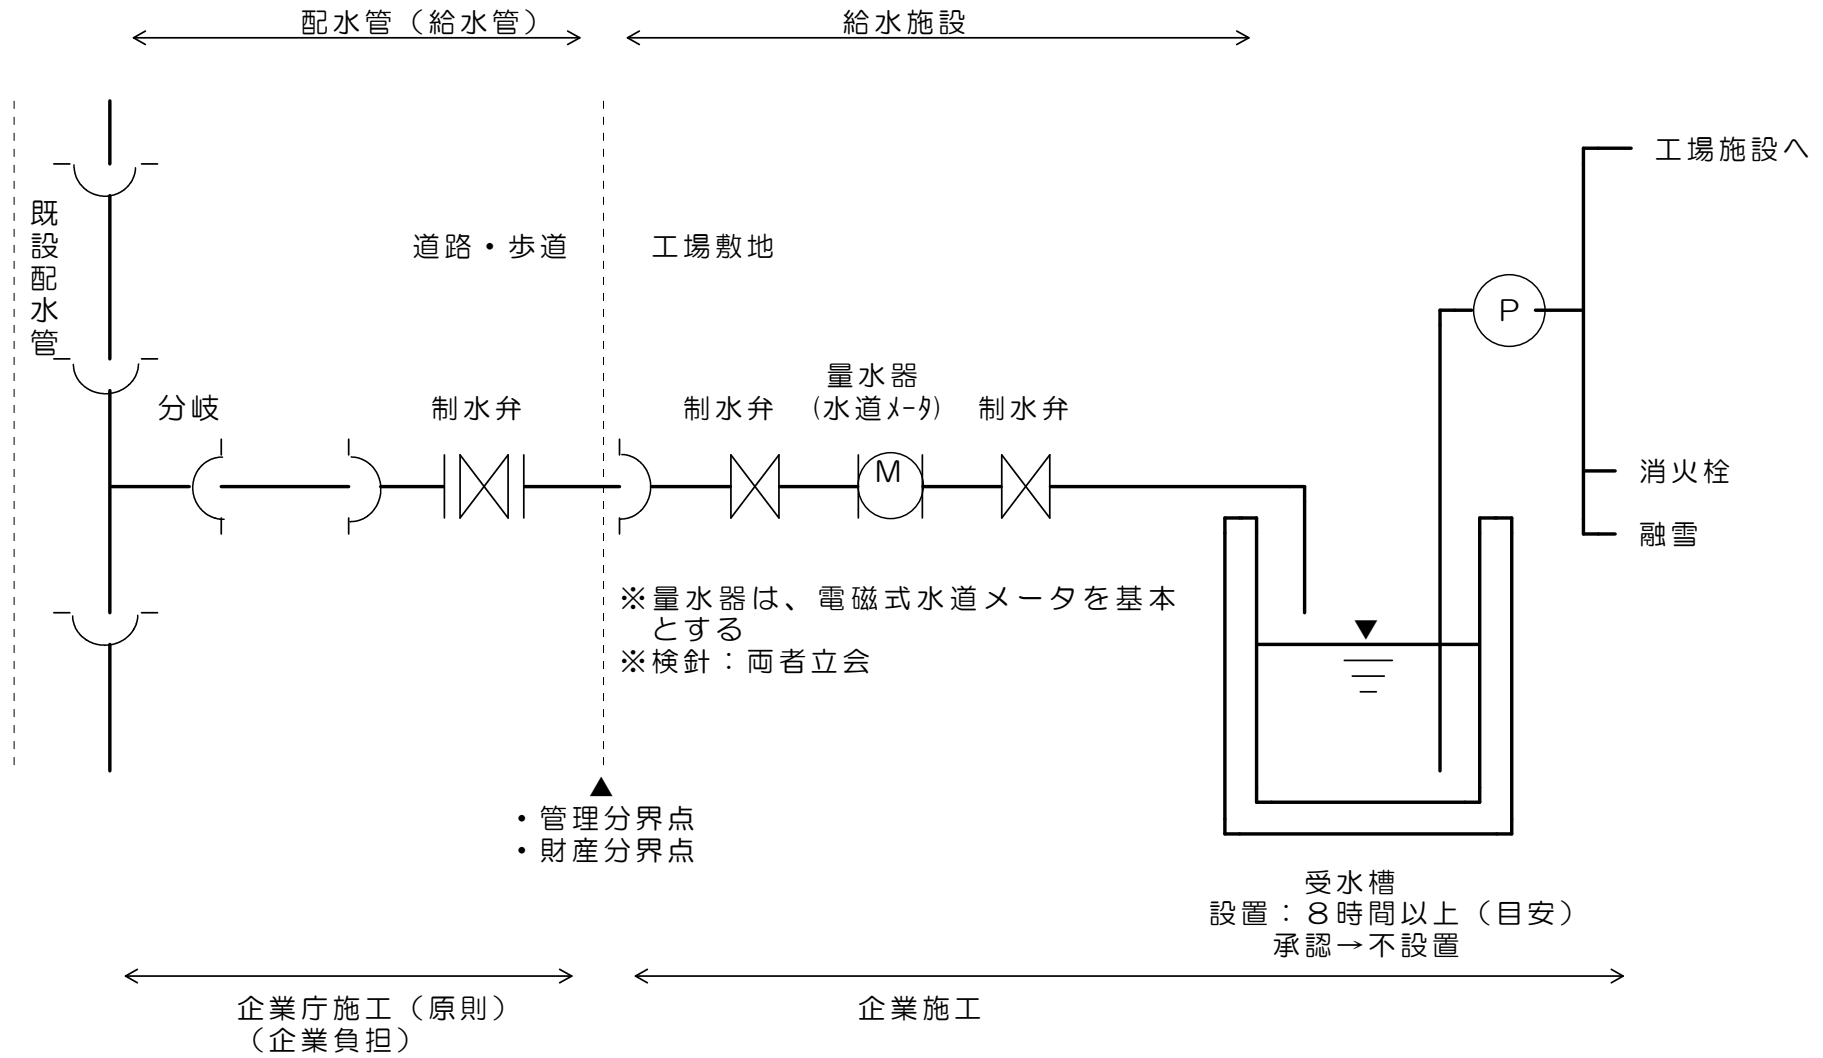 配水管（給水管）
給水施設
工場施設へ
既設配水管
道路・歩道
工場敷地
P
量水器
(水道ﾒｰﾀ)
分岐
制水弁
制水弁
制水弁
M
消火栓
融雪
※量水器は、電磁式水道メータを基本
とする
※検針：両者立会
・管理分界点
・財産分界点
受水槽
設置：８時間以上（目安）
承認→不設置
企業庁施工（原則）
（企業負担）
企業施工